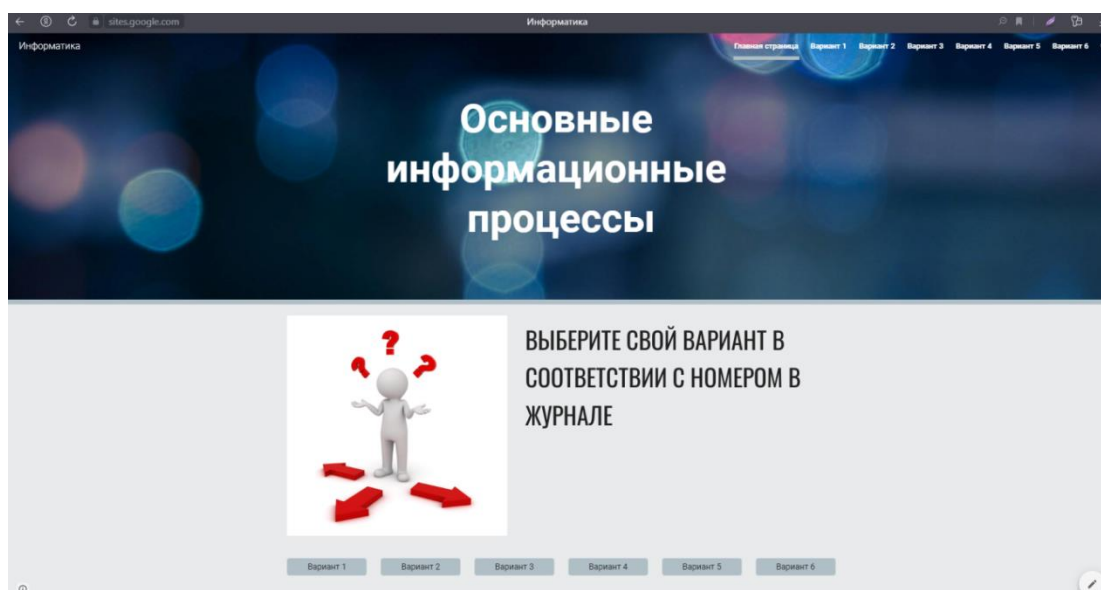 sites.google.com
Информатика
Информатика
Главная страница Вариант 1 Вариант 2 Вариант 3 Вариант 4 Вариант 5 Вариант 6
Основные
информационные
процессы
? ? ?
ВЫБЕРИТЕ СВОЙ ВАРИАНТ В
СООТВЕТСТВИИ С НОМЕРОМ В
ЖУРНАЛЕ
Вариант 1 Вариант 2 Вариант 3 Вариант 4 Вариант 5 Вариант 6